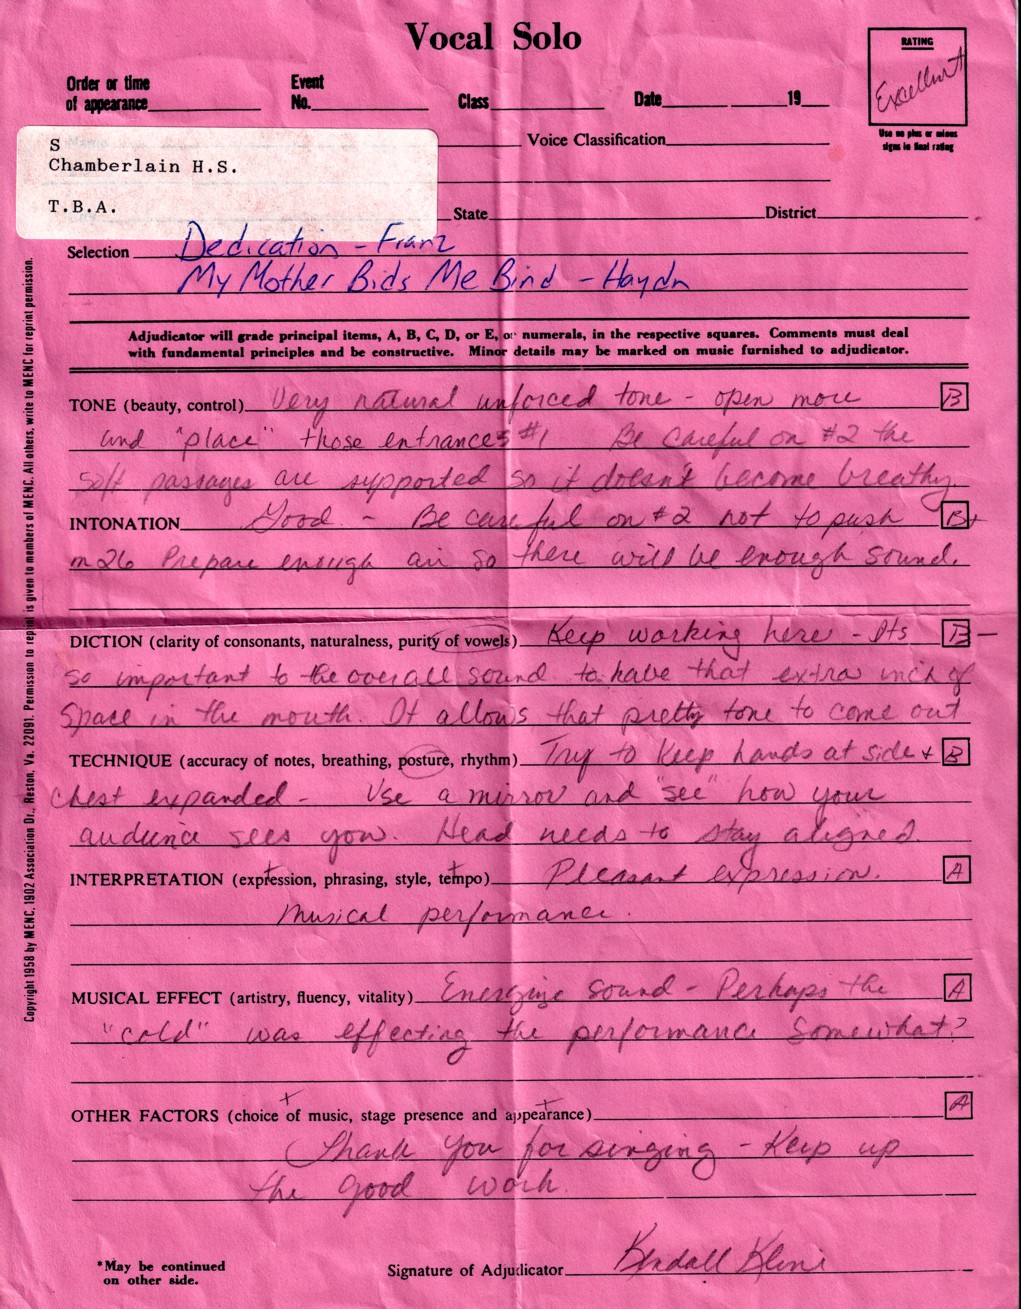 Vocal Solo
RATING
Excellent
Use no plus or minus
signs in final rating
Order or time
of appearance
Event
No.
Class
Date
19
S
Chamberlain H.S.
T.B.A.
Voice Classification
State
District
Selection Dedication - Franz
My Mother Bids Me Bind - Haydn
Adjudicator will grade principal items, A, B, C, D, or E, or numerals, in the respective squares. Comments must deal
with fundamental principles and be constructive. Minor details may be marked on music furnished to adjudicator.
TONE (beauty, control) Very natural unforced tone - open more B
and "place" those entrances #1 Be careful on #2 the
soft passages are supported so it doesn't become breathy.
INTONATION Good - Be careful on #2 not to push B+
m26 Prepare enough air so there will be enough sound.
DICTION (clarity of consonants, naturalness, purity of vowels) Keep working here - Its B-
so important to the overall sound to have that extra inch of
space in the mouth. It allows that pretty tone to come out
TECHNIQUE (accuracy of notes, breathing, posture, rhythm) Try to keep hands at side + B
chest expanded - Use a mirror and "see" how your
audience sees you. Head needs to stay aligned.
INTERPRETATION (expression, phrasing, style, tempo) Pleasant expression. A
Musical performance.
MUSICAL EFFECT (artistry, fluency, vitality) Energizing sound - Perhaps the A
"cold" was effecting the performance somewhat?
OTHER FACTORS (choice of music, stage presence and appearance) A
Thank you for singing - Keep up
the good work.
*May be continued
on other side.
Signature of Adjudicator Kendall Kline
Copyright 1958 by MENC, 1902 Association Dr., Reston, Va. 22091. Permission to reprint is given to members of MENC. All others, write to MENC for reprint permission.